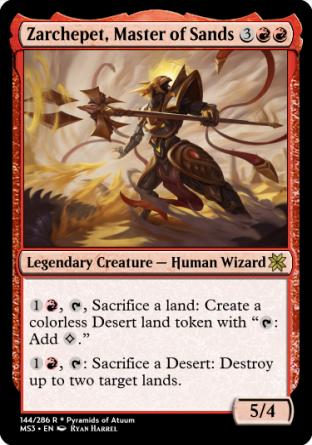 Zarchepet, Master of Sands 3
Legendary Creature — Human Wizard
1, , Sacrifice a land: Create a
colorless Desert land token with “:
Add .”
1, : Sacrifice a Desert: Destroy
up to two target lands.
144/286 R * Pyramids of Atuum
MS3 • EN Ryan Harrel
5/4